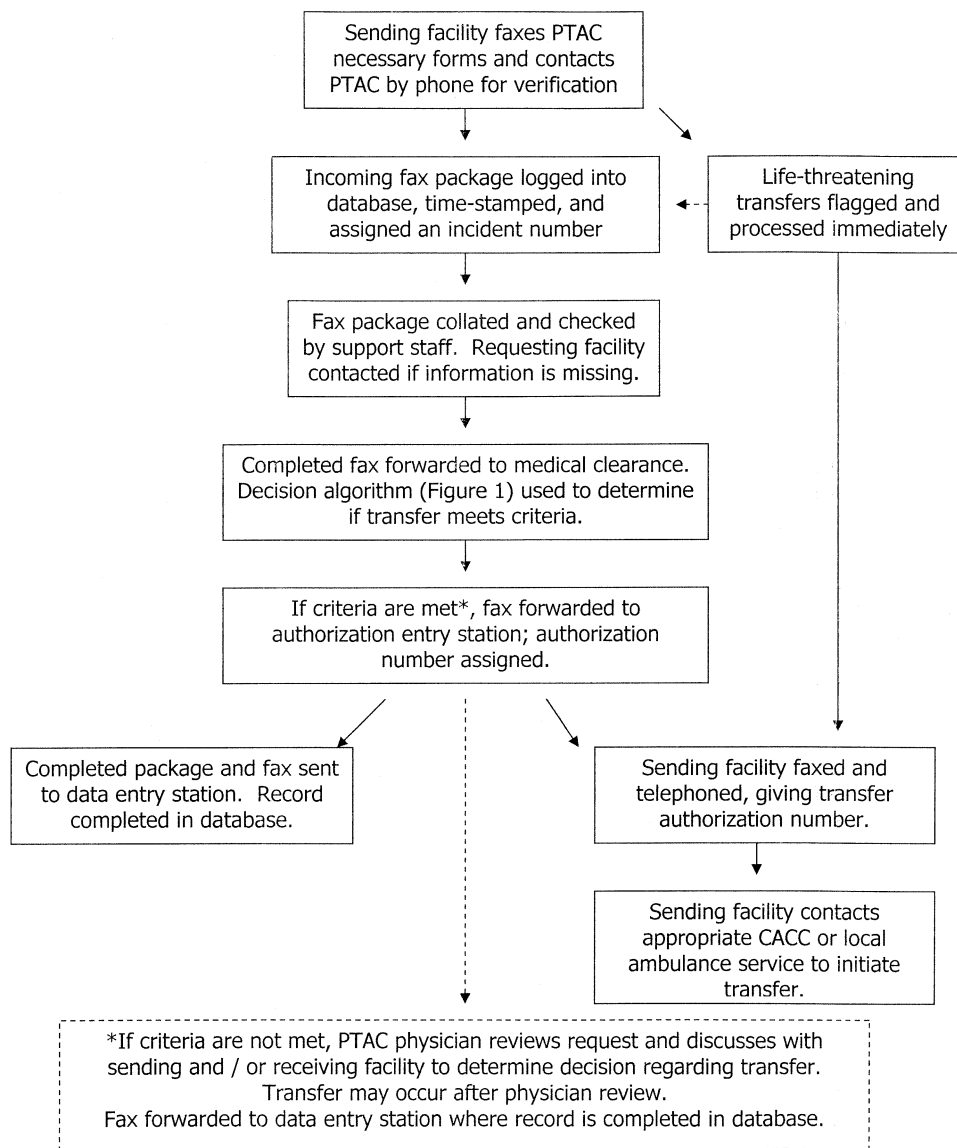 Sending facility faxes PTAC
necessary forms and contacts
PTAC by phone for verification
Incoming fax package logged into
database, time-stamped, and
assigned an incident number
Life-threatening
transfers flagged and
processed immediately
Fax package collated and checked
by support staff.  Requesting facility
contacted if information is missing.
Completed fax forwarded to medical clearance.
Decision algorithm (Figure 1) used to determine
if transfer meets criteria.
If criteria are met*, fax forwarded to
authorization entry station; authorization
number assigned.
Completed package and fax sent
to data entry station.  Record
completed in database.
Sending facility faxed and
telephoned, giving transfer
authorization number.
Sending facility contacts
appropriate CACC or local
ambulance service to initiate
transfer.
*If criteria are not met, PTAC physician reviews request and discusses with
sending and / or receiving facility to determine decision regarding transfer.
Transfer may occur after physician review.
Fax forwarded to data entry station where record is completed in database.